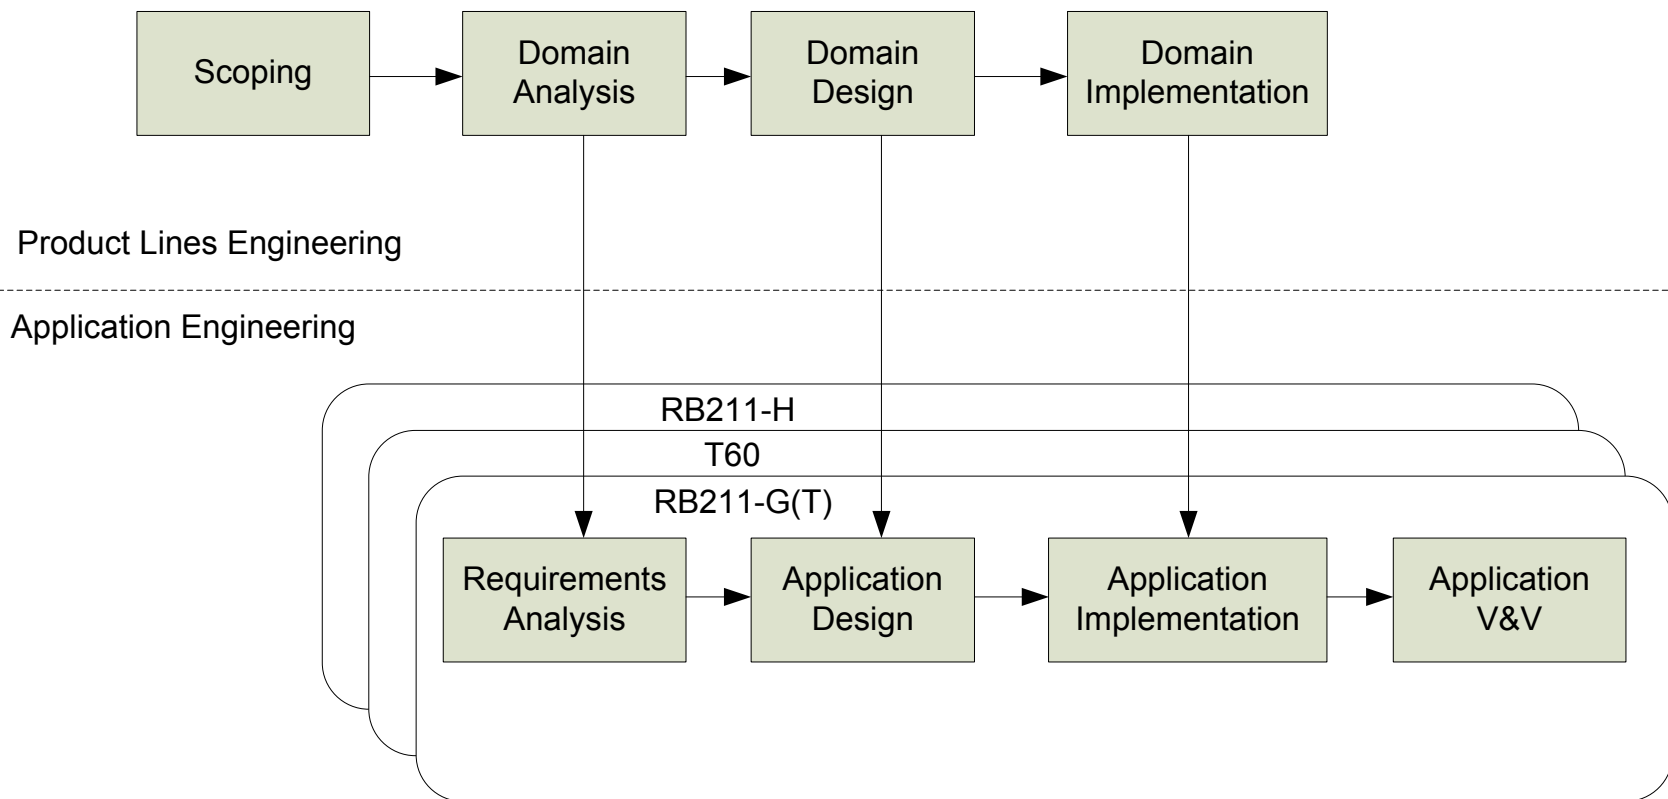 Scoping
Domain
Analysis
Domain
Design
Domain
Implementation
Product Lines Engineering
Application Engineering
RB211-H
T60
RB211-G(T)
Requirements
Analysis
Application
Design
Application
Implementation
Application
V&V